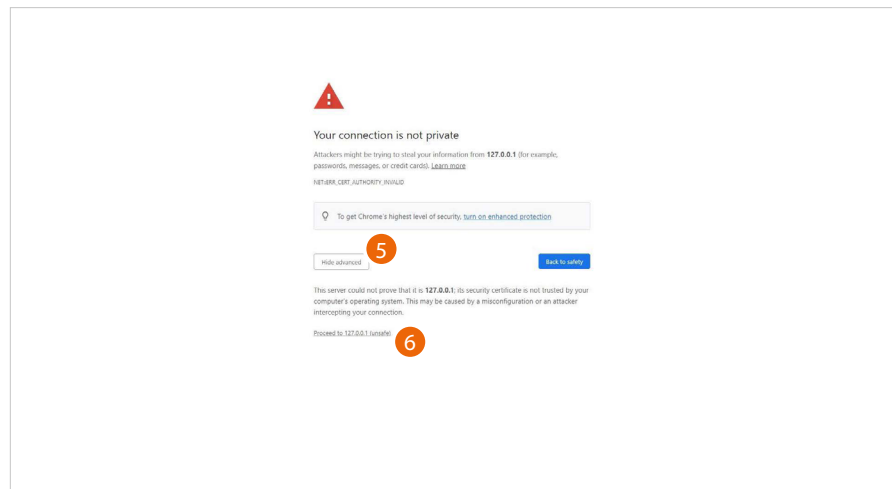 Your connection is not private
Attackers might be trying to steal your information from 127.0.0.1 (for example,
passwords, messages, or credit cards). Learn more
NET::ERR_CERT_AUTHORITY_INVALID
To get Chrome's highest level of security, turn on enhanced protection
5
Hide advanced
Back to safety
This server could not prove that it is 127.0.0.1; its security certificate is not trusted by your
computer's operating system. This may be caused by a misconfiguration or an attacker
intercepting your connection.
Proceed to 127.0.0.1 (unsafe)
6